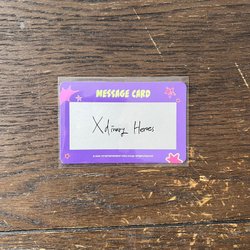 MESSAGE CARD
Xdinary Heroes